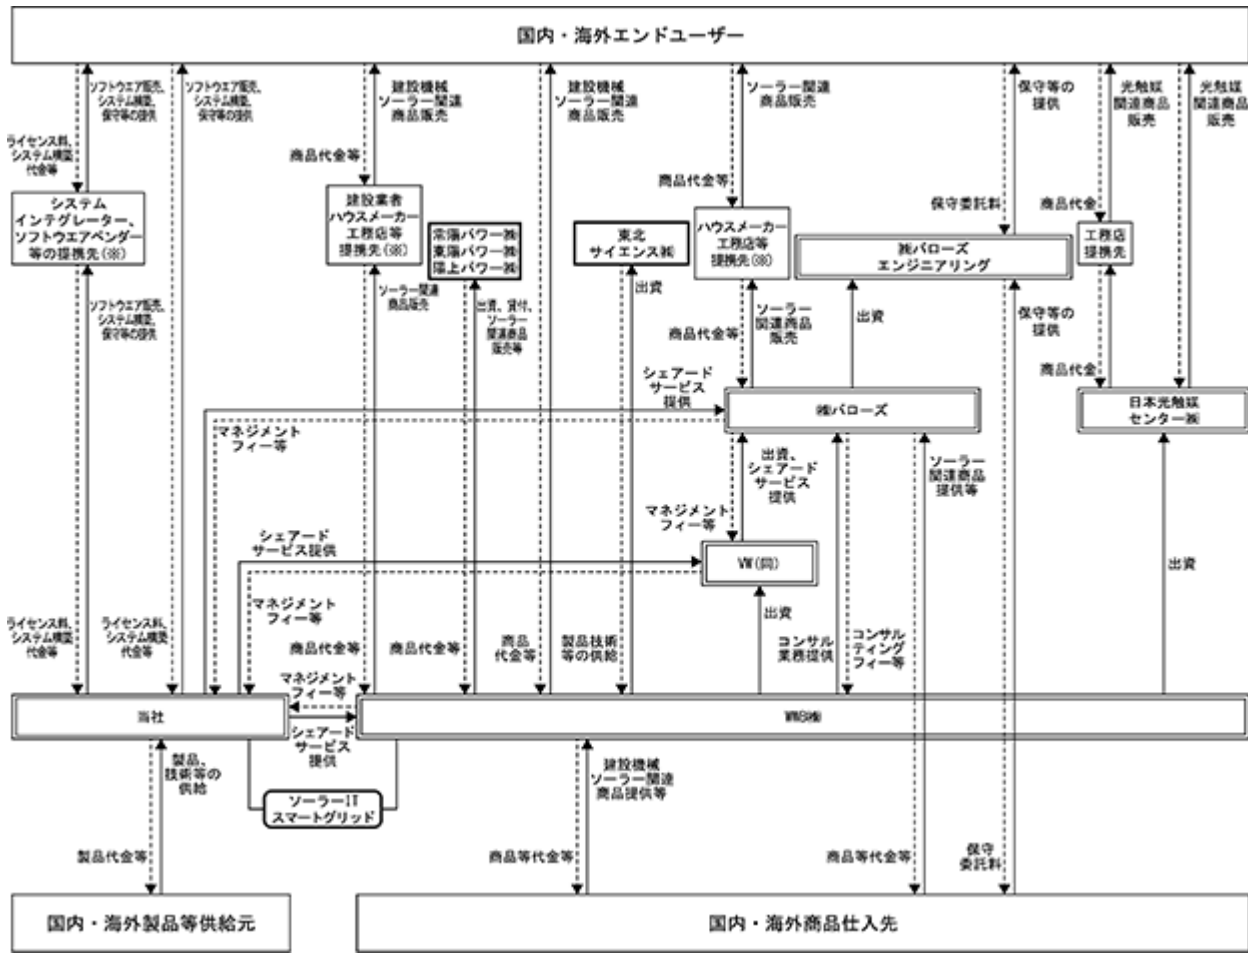 国内・海外エンドユーザー
ソフトウエア販売、
システム構築、
保守等の提供
ソフトウエア販売、
システム構築、
保守等の提供
建設機械
ソーラー関連
商品販売
建設機械
ソーラー関連
商品販売
ソーラー関連
商品販売
保守等の
提供
光触媒
関連商品
販売
光触媒
関連商品
販売
ライセンス料、
システム構築
代金等
商品代金等
商品代金等
保守委託料
商品代金
システム
インテグレーター、
ソフトウエアベンダー
等の提携先(※)
建設業者
ハウスメーカー
工務店等
提携先(※)
常陽パワー㈱
東陽パワー㈱
陽上パワー㈱
東北
サイエンス㈱
ハウスメーカー
工務店等
提携先(※)
㈱バローズ
エンジニアリング
工務店
提携先
ソフトウエア販売、
システム構築、
保守等の提供
ソーラー関連
商品販売
出資、貸付、
ソーラー
関連商品
販売等
出資
商品代金等
ソーラー
関連商品
販売
出資
保守等の
提供
商品代金
シェアード
サービス
提供
㈱バローズ
日本光触媒
センター㈱
マネジメント
フィー等
出資、
シェアード
サービス
提供
ソーラー
関連商品
提供等
マネジメント
フィー等
シェアード
サービス提供
VW(同)
出資
マネジメント
フィー等
出資
ライセンス料、
システム構築
代金等
ライセンス料、
システム構築
代金等
商品代金等
商品代金等
商品
代金等
製品技術
等の供給
コンサル
業務提供
コンサル
ティング
フィー等
マネジメント
フィー等
当社
WWB㈱
シェアード
サービス
提供
製品、
技術等の
供給
建設機械
ソーラー関連
商品提供等
ソーラーIT
スマートグリッド
製品代金等
商品等代金等
商品等代金等
保守
委託料
国内・海外製品等供給元
国内・海外商品仕入先